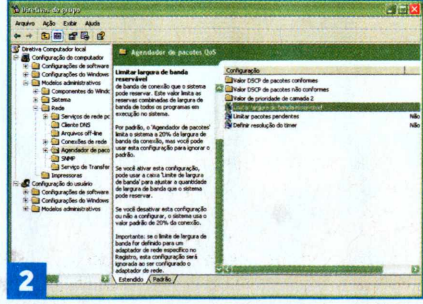 Diretivas de grupo
Arquivo Ação Exibir Ajuda
Diretiva Computador local
Configuração do computador
Configurações de software
Configurações do Windows
Modelos administrativos
Componentes do Windo
Sistema
Rede
Serviços de rede po
Cliente DNS
Arquivos off-line
Conexões de rede
Agendador de paco
SNMP
Serviço de Transfer
Impressoras
Configuração do usuário
Configurações de software
Configurações do Windows
Modelos administrativos
Agendador de pacotes QoS
Limitar largura de banda
reservável
de banda de conexão que o sistema
pode reservar. Este valor limita as
reservas combinadas de largura de
banda de todos os programas em
execução no sistema.
Por padrão, o 'Agendador de pacotes'
limita o sistema a 20% da largura de
banda da conexão, mas você pode
usar esta configuração para ignorar o
padrão.
Se você ativar esta configuração,
pode usar a caixa 'Limite de largura
de banda' para ajustar a quantidade
de largura de banda que o sistema
pode reservar.
Se você desativar esta configuração
ou não a configurar, o sistema usa o
valor padrão de 20% da conexão.
Importante: se o limite de largura de
banda for definido para um
adaptador de rede específico no
Registro, esta configuração será
ignorada ao ser configurado o
adaptador de rede.
Configuração
Valor DSCP de pacotes conformes
Valor DSCP de pacotes não conformes
Valor de prioridade de camada 2
Limitar largura de banda reservável
Limitar pacotes pendentes Não
Definir resolução do timer Não
Estendido Padrão
2